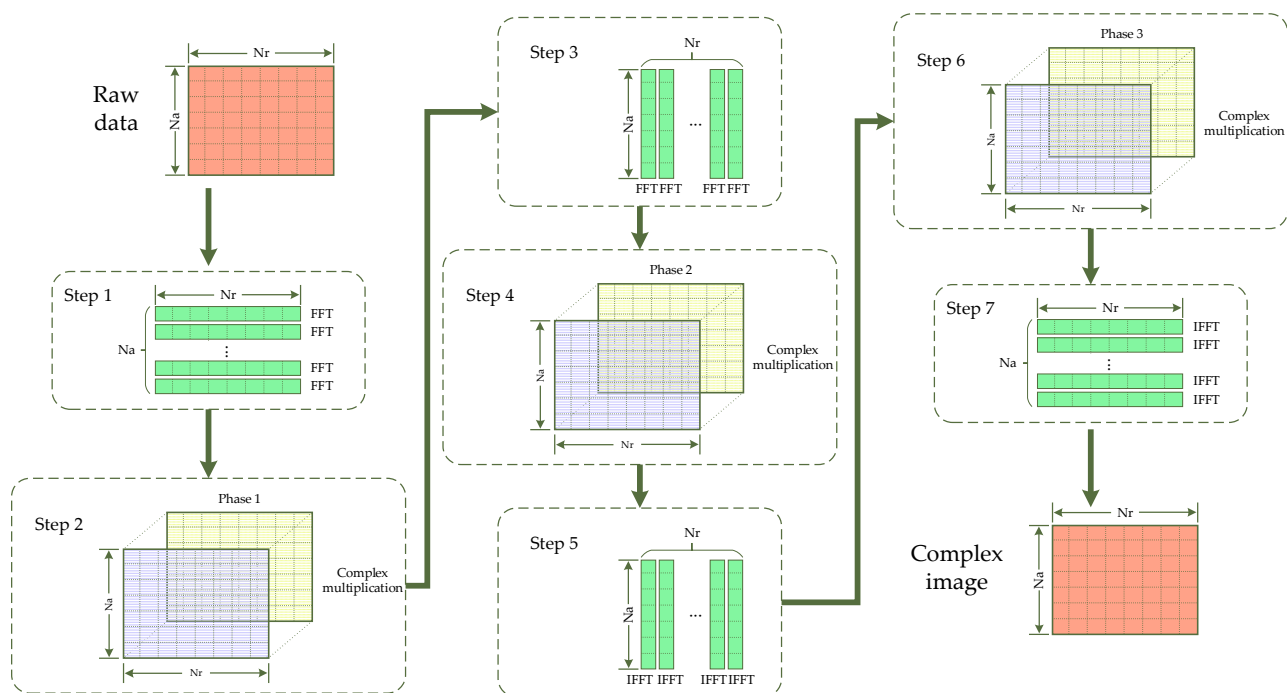 Nr
Raw
data
Na
Step 1
Nr
FFT
FFT
Na
⋮
FFT
FFT
Step 2
Phase 1
Na
Complex
multiplication
Nr
Step 3
Nr
Na
...
FFT FFT FFT FFT
Step 4
Phase 2
Na
Complex
multiplication
Nr
Step 5
Nr
Na
...
IFFT IFFT IFFT IFFT
Step 6
Phase 3
Na
Complex
multiplication
Nr
Step 7
Nr
IFFT
IFFT
Na
⋮
IFFT
IFFT
Nr
Complex
image
Na